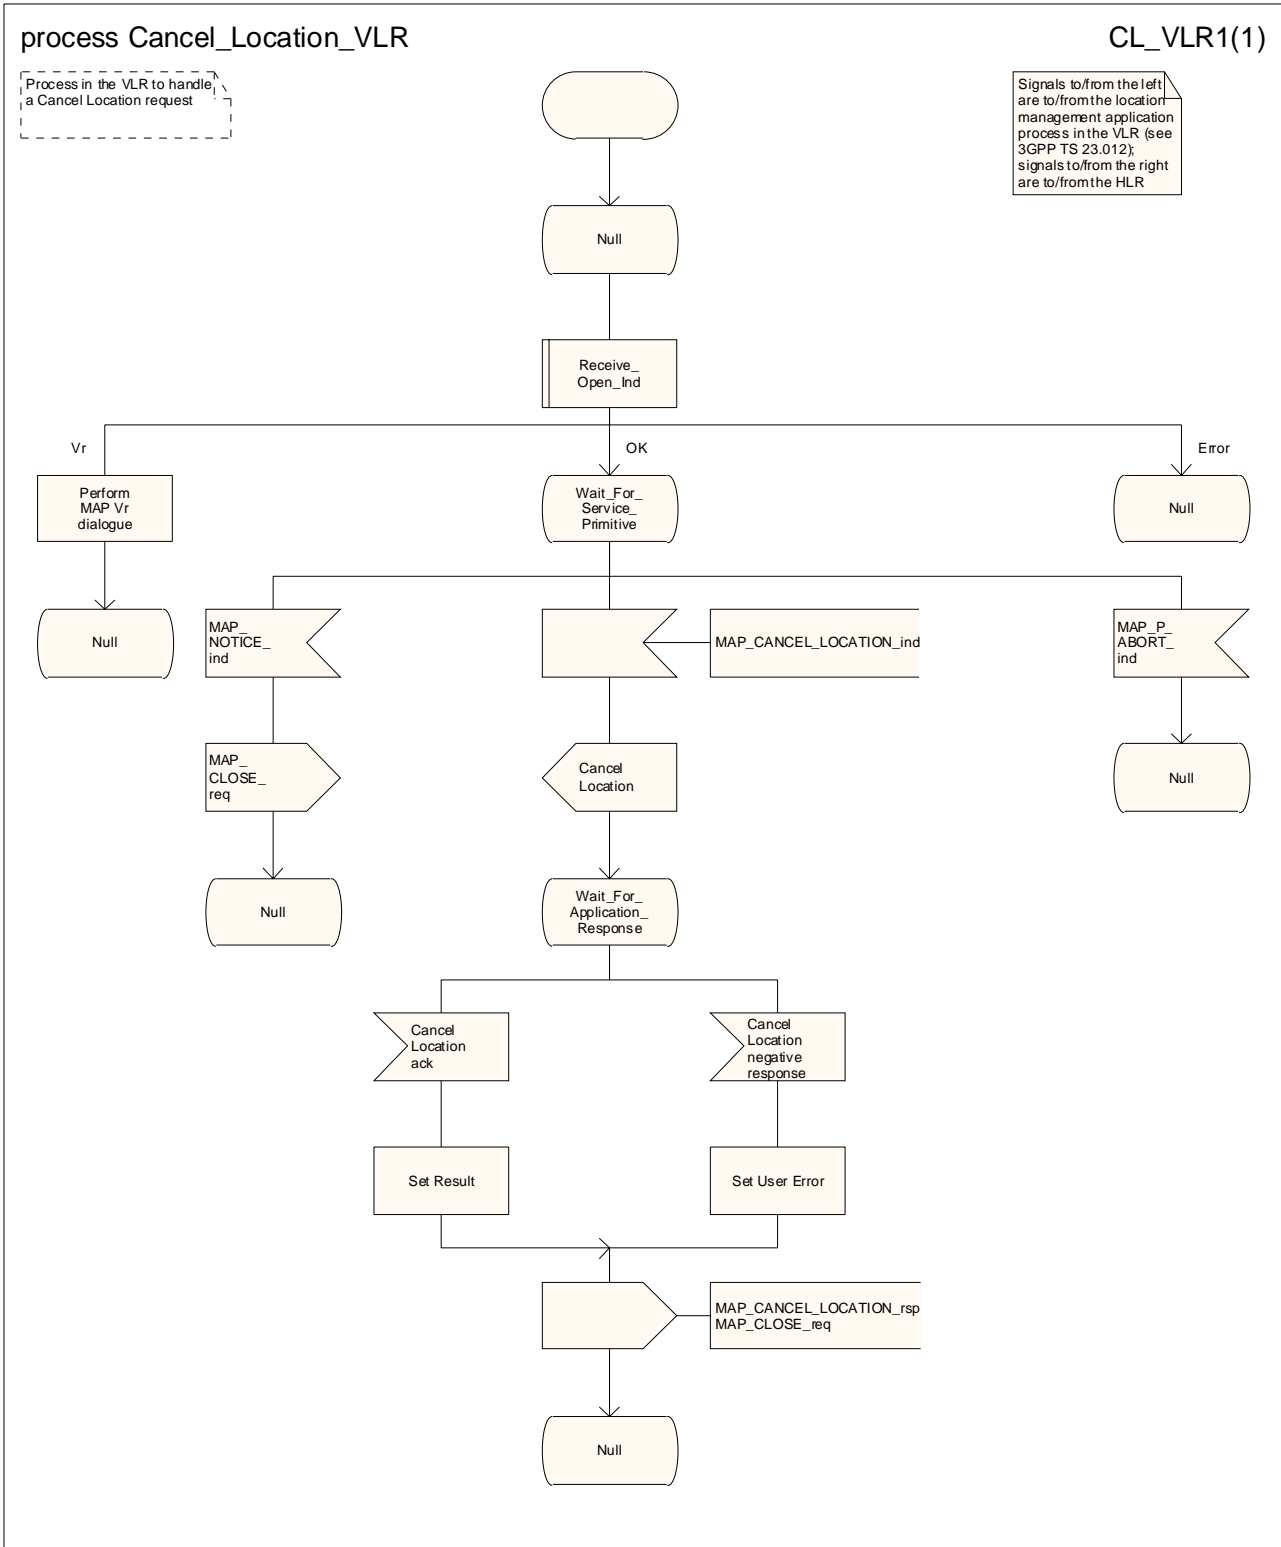 process Cancel_Location_VLR
CL_VLR1(1)
Process in the VLR to handle
a Cancel Location request
Signals to/from the left
are to/from the location
management application
process in the VLR (see
3GPP TS 23.012);
signals to/from the right
are to/from the HLR
Null
Receive_
Open_Ind
Vr
OK
Error
Perform
MAP Vr
dialogue
Wait_For_
Service_
Primitive
Null
Null
MAP_
NOTICE_
ind
MAP_CANCEL_LOCATION_ind
MAP_P_
ABORT_
ind
MAP_
CLOSE_
req
Cancel
Location
Null
Null
Wait_For_
Application_
Response
Cancel
Location
ack
Cancel
Location
negative
response
Set Result
Set User Error
MAP_CANCEL_LOCATION_rsp
MAP_CLOSE_req
Null